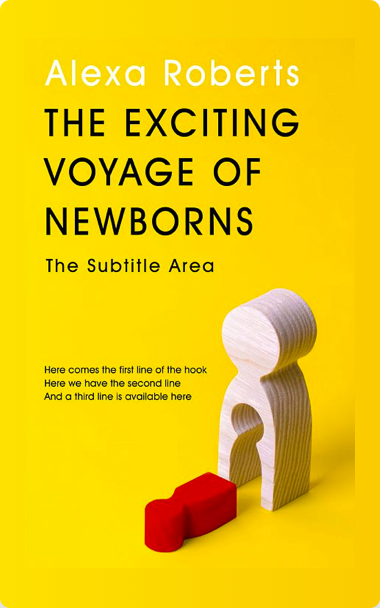 Alexa Roberts
THE EXCITING
VOYAGE OF
NEWBORNS
The Subtitle Area
Here comes the first line of the hook
Here we have the second line
And a third line is available here